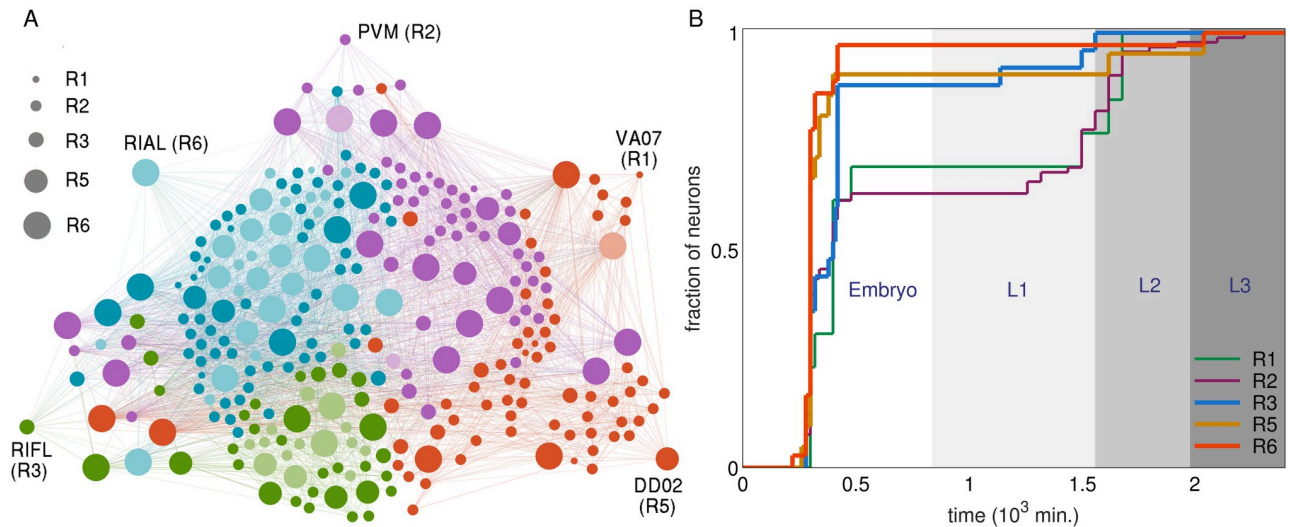 A
PVM (R2)
R1
R2
R3
R5
R6
RIAL (R6)
VA07
(R1)
RIFL
(R3)
DD02
(R5)
B
1
0.5
0
fraction of neurons
Embryo
L1
L2
L3
R1
R2
R3
R5
R6
0
0.5
1
1.5
2
time (10³ min.)